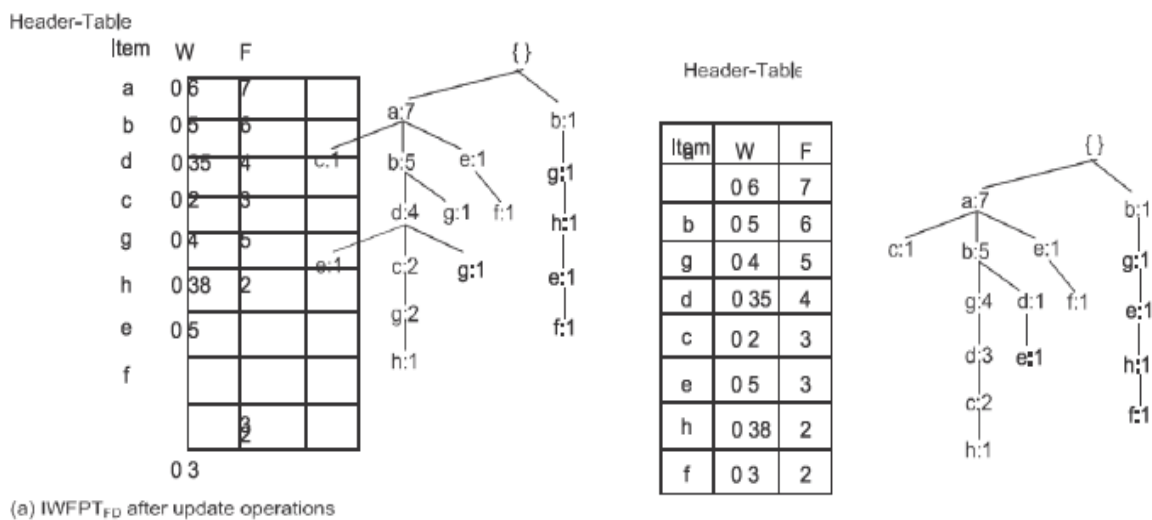 Header-Table
Item W F
a 0 6 7
b 0 5 6
d 0 35 4
c 0 2 3
g 0 4 5
h 0 38 2
e 0 5 3
f 0 3 2
{ }
a:7 b:1
c:1 b:5 e:1 g:1
d:4 g:1 f:1 h:1
e:1 c:2 g:1 e:1
g:2 f:1
h:1
(a) IWFPT_FD after update operations
Header-Table
Item W F
a 0 6 7
b 0 5 6
g 0 4 5
d 0 35 4
c 0 2 3
e 0 5 3
h 0 38 2
f 0 3 2
{ }
a:7 b:1
c:1 b:5 e:1 g:1
g:4 d:1 f:1 e:1
d:3 e:1 h:1
c:2 f:1
h:1